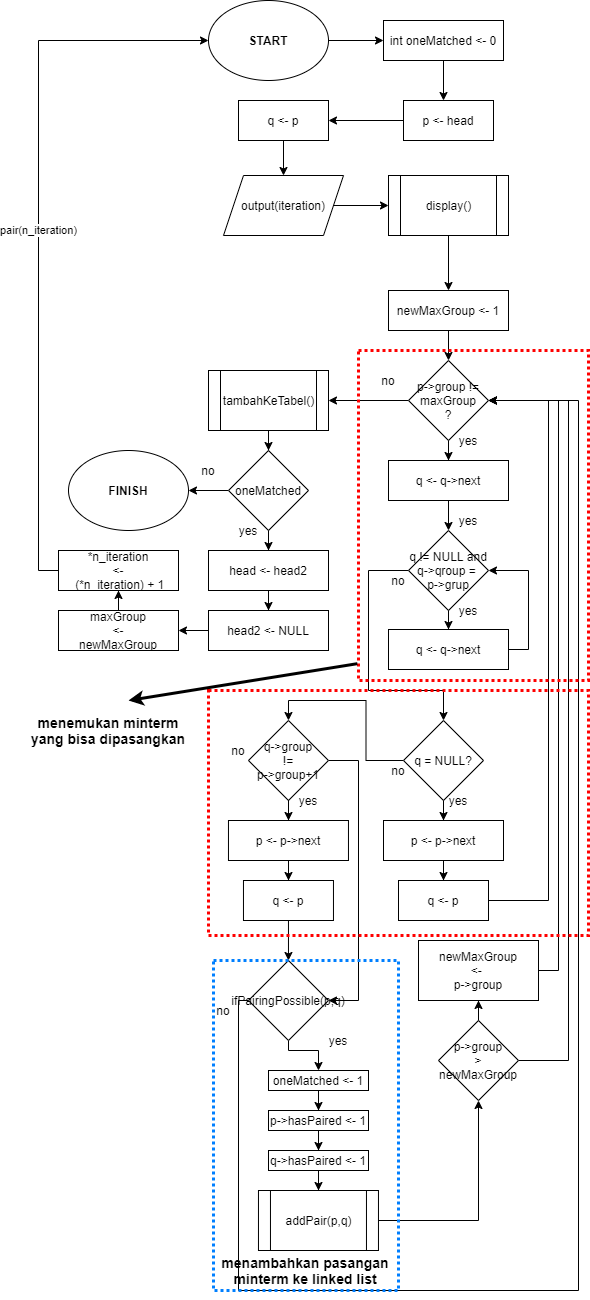 START
int oneMatched <- 0
q <- p
p <- head
output(iteration)
display()
pair(n_iteration)
newMaxGroup <- 1
no
p->group !=
maxGroup
?
tambahKeTabel()
yes
no
FINISH
oneMatched
q <- q->next
yes
yes
q != NULL and
q->group =
p->grup
no
*n_iteration
<-
(*n_iteration) + 1
head <- head2
yes
maxGroup
<-
newMaxGroup
head2 <- NULL
q <- q->next
menemukan minterm
yang bisa dipasangkan
no
q->group
!=
p->group+1
q = NULL?
no
yes
yes
p <- p->next
p <- p->next
q <- p
q <- p
newMaxGroup
<-
p->group
ifPairingPossible(p,q)
no
yes
p->group
>
newMaxGroup
oneMatched <- 1
p->hasPaired <- 1
q->hasPaired <- 1
addPair(p,q)
menambahkan pasangan
minterm ke linked list